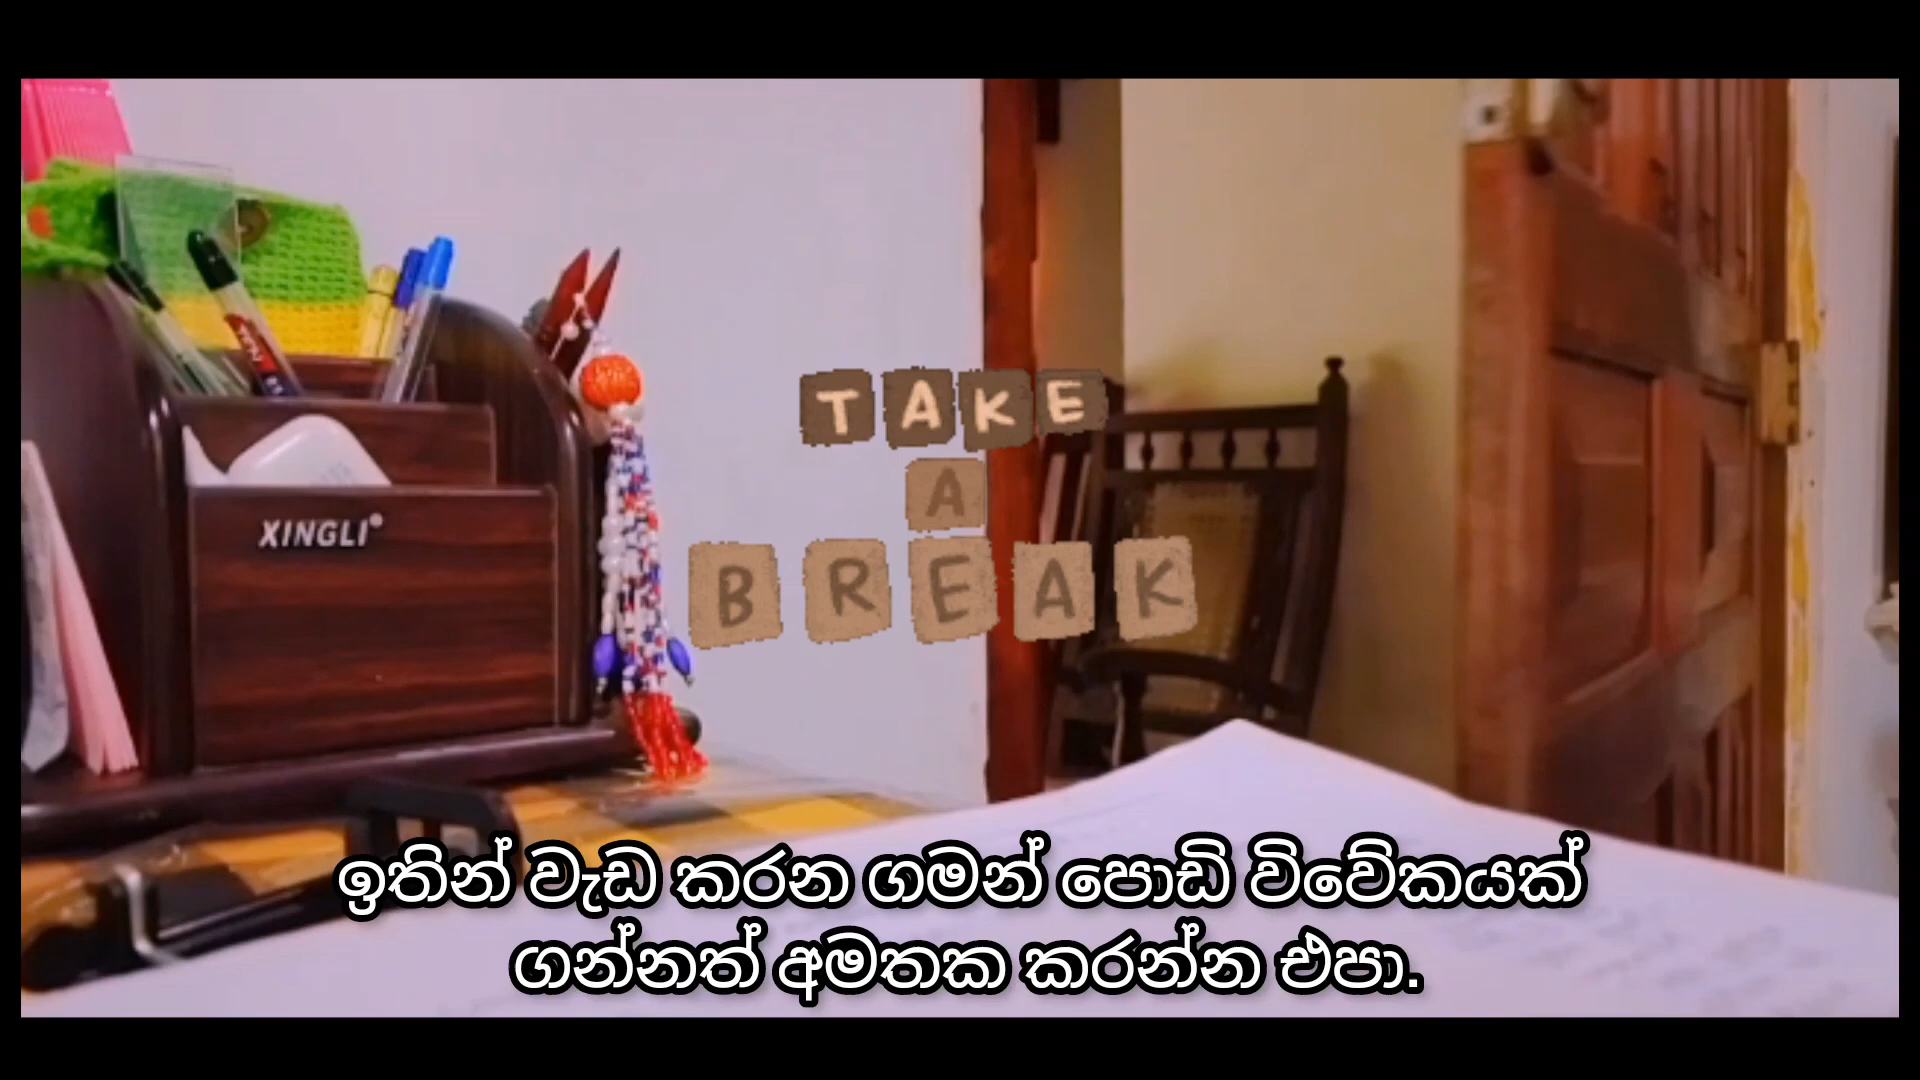 TAKE
A
BREAK
XINGLI
ඉතින් වැඩ කරන ගමන් පොඩි විවේකයක්
ගන්නත් අමතක කරන්න එපා.